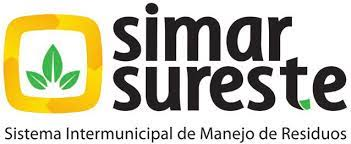 simar
sureste
Sistema Intermunicipal de Manejo de Residuos